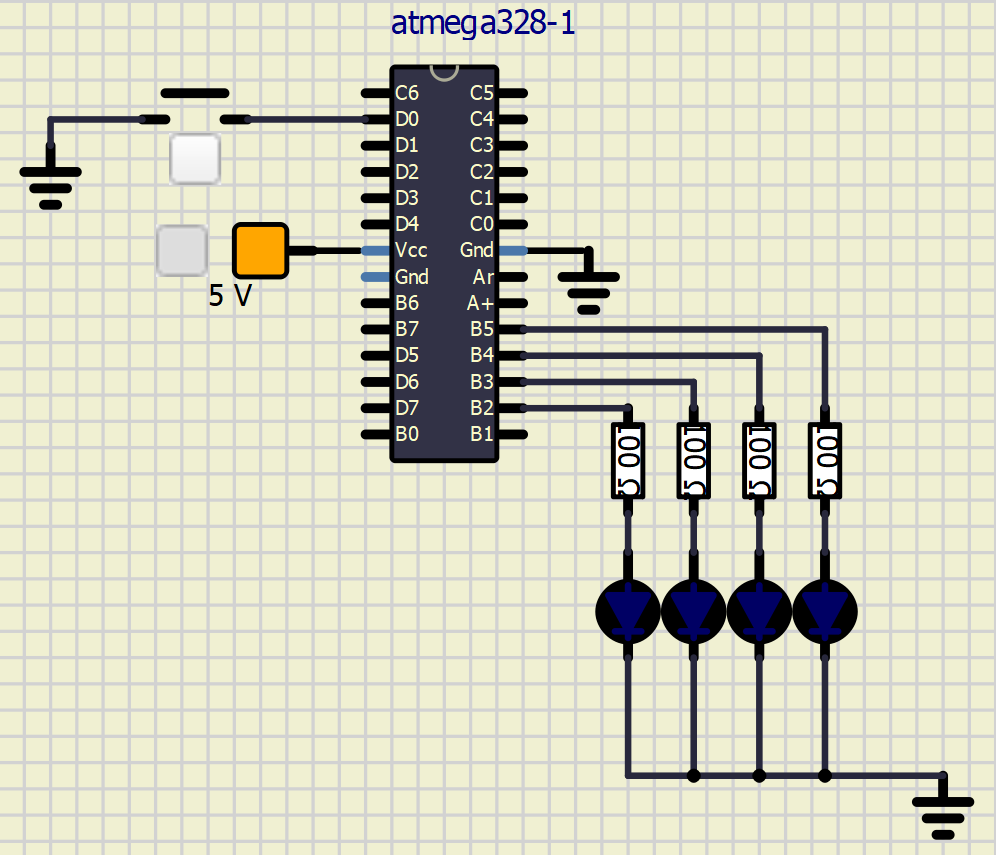 atmega328-1
C6 C5
D0 C4
D1 C3
D2 C2
D3 C1
D4 C0
Vcc Gnd
Gnd Ar
B6 A+
B7 B5
D5 B4
D6 B3
D7 B2
B0 B1
5 V
100 Ω
100 Ω
100 Ω
100 Ω